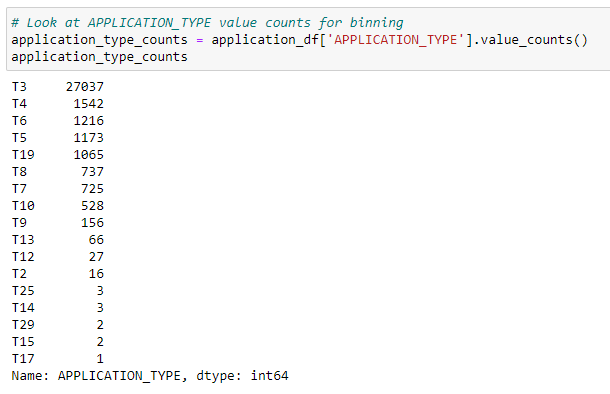 # Look at APPLICATION_TYPE value counts for binning
application_type_counts = application_df['APPLICATION_TYPE'].value_counts()
application_type_counts
T3 27037
T4 1542
T6 1216
T5 1173
T19 1065
T8 737
T7 725
T10 528
T9 156
T13 66
T12 27
T2 16
T25 3
T14 3
T29 2
T15 2
T17 1
Name: APPLICATION_TYPE, dtype: int64